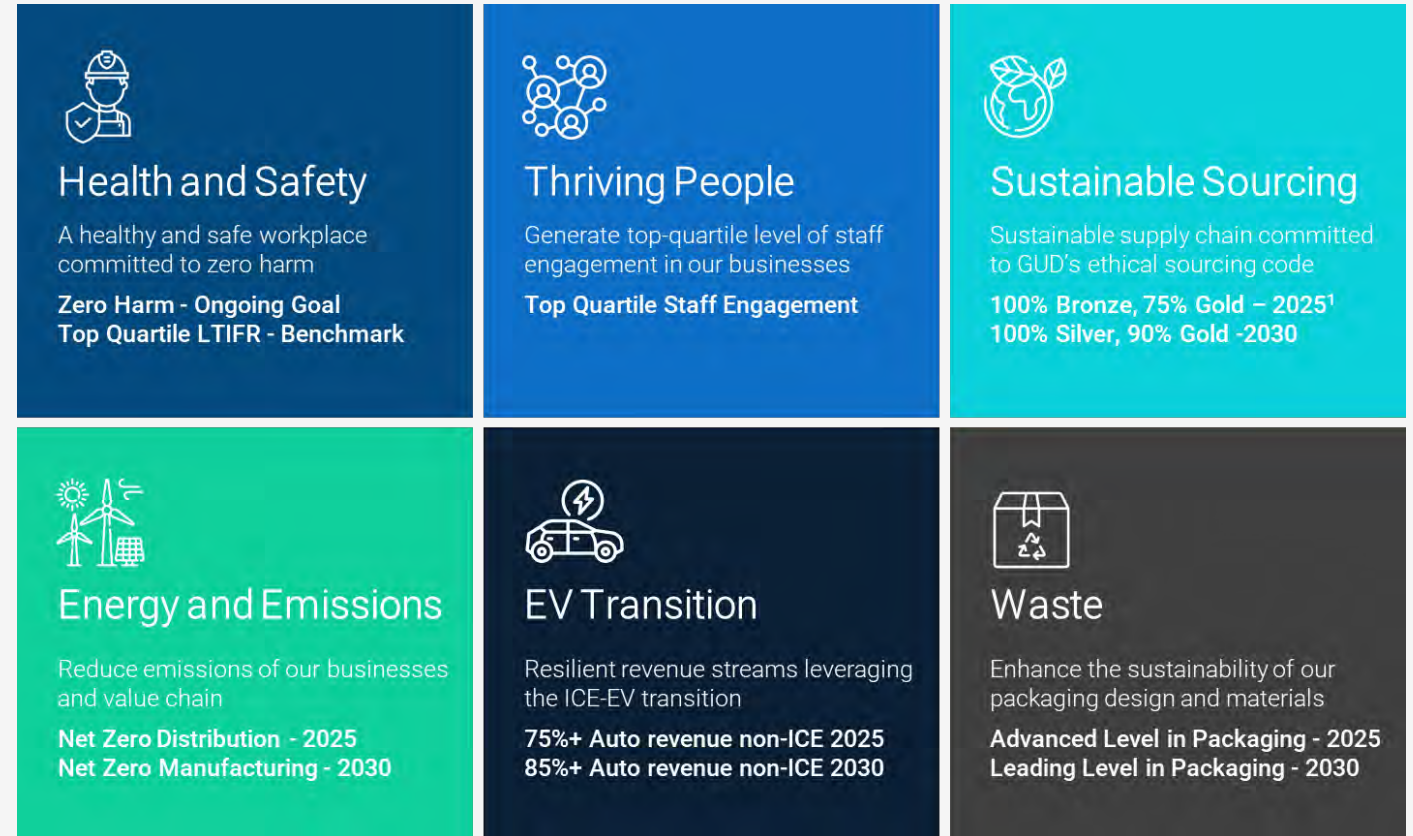 Health and Safety
A healthy and safe workplace
committed to zero harm
Zero Harm - Ongoing Goal
Top Quartile LTIFR - Benchmark
Thriving People
Generate top-quartile level of staff
engagement in our businesses
Top Quartile Staff Engagement
Sustainable Sourcing
Sustainable supply chain committed
to GUD's ethical sourcing code
100% Bronze, 75% Gold – 2025¹
100% Silver, 90% Gold -2030
Energy and Emissions
Reduce emissions of our businesses
and value chain
Net Zero Distribution - 2025
Net Zero Manufacturing - 2030
EV Transition
Resilient revenue streams leveraging
the ICE-EV transition
75%+ Auto revenue non-ICE 2025
85%+ Auto revenue non-ICE 2030
Waste
Enhance the sustainability of our
packaging design and materials
Advanced Level in Packaging - 2025
Leading Level in Packaging - 2030